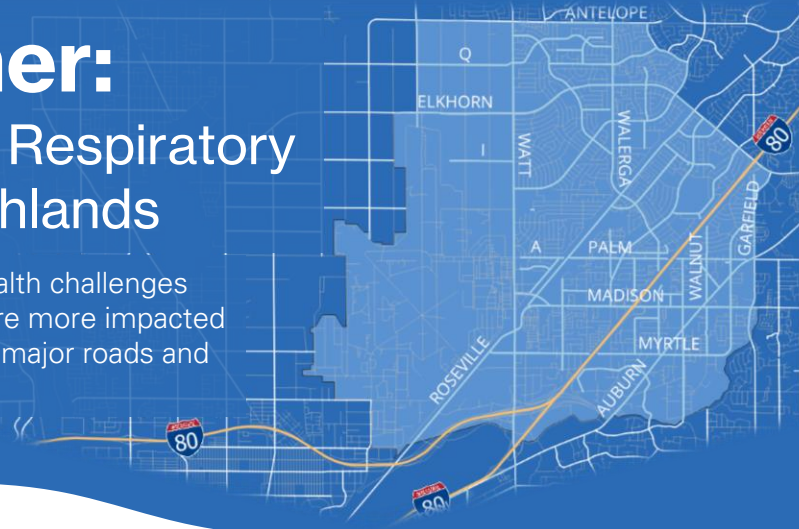 ner:
Respiratory
hlands
alth challenges
re more impacted
major roads and
ANTELOPE
Q
ELKHORN
I
WATT
WALERGA
80
GARFIELD
A
PALM
WALNUT
MADISON
MYRTLE
ROSEVILLE
AUBURN
80
80